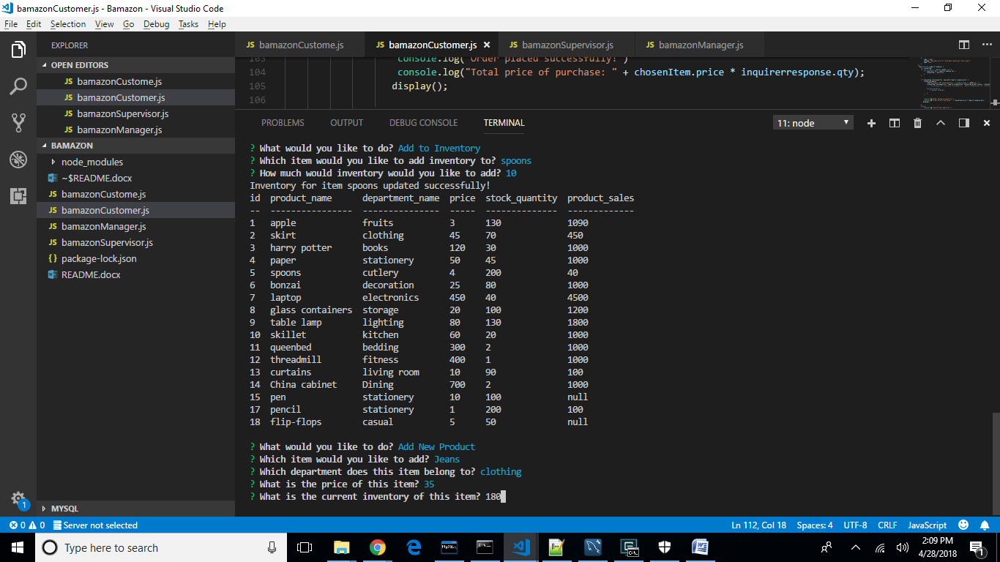 bamazonCustomer.js - Bamazon - Visual Studio Code
File Edit Selection View Go Debug Tasks Help
EXPLORER
OPEN EDITORS
JS bamazonCustome.js
JS bamazonCustomer.js
JS bamazonSupervisor.js
JS bamazonManager.js
BAMAZON
node_modules
~$README.docx
JS bamazonCustome.js
JS bamazonCustomer.js
JS bamazonManager.js
JS bamazonSupervisor.js
{} package-lock.json
README.docx
MYSQL
JS bamazonCustome.js JS bamazonCustomer.js × JS bamazonSupervisor.js JS bamazonManager.js
103 console.log("Order placed successfully!")
104 console.log("Total price of purchase: " + chosenItem.price * inquirerresponse.qty);
105 display();
106
PROBLEMS OUTPUT DEBUG CONSOLE TERMINAL 11: node
? What would you like to do? Add to Inventory
? Which item would you like to add inventory to? spoons
? How much would inventory would you like to add? 10
Inventory for item spoons updated successfully!
id product_name department_name price stock_quantity product_sales
-- ---------------- --------------- ----- -------------- -------------
1 apple fruits 3 130 1090
2 skirt clothing 45 70 450
3 harry potter books 120 30 1000
4 paper stationery 50 45 1000
5 spoons cutlery 4 200 40
6 bonzai decoration 25 80 1000
7 laptop electronics 450 40 4500
8 glass containers storage 20 100 1200
9 table lamp lighting 80 130 1800
10 skillet kitchen 60 20 1000
11 queenbed bedding 300 2 1000
12 threadmill fitness 400 1 1000
13 curtains living room 10 90 100
14 China cabinet Dining 700 2 1000
15 pen stationery 10 100 null
17 pencil stationery 1 200 100
18 flip-flops casual 5 50 null
? What would you like to do? Add New Product
? Which item would you like to add? Jeans
? Which department does this item belong to? clothing
? What is the price of this item? 35
? What is the current inventory of this item? 180
1
0 0 Server not selected Ln 112, Col 18 Spaces: 4 UTF-8 CRLF JavaScript
Type here to search
2:09 PM
4/28/2018
1